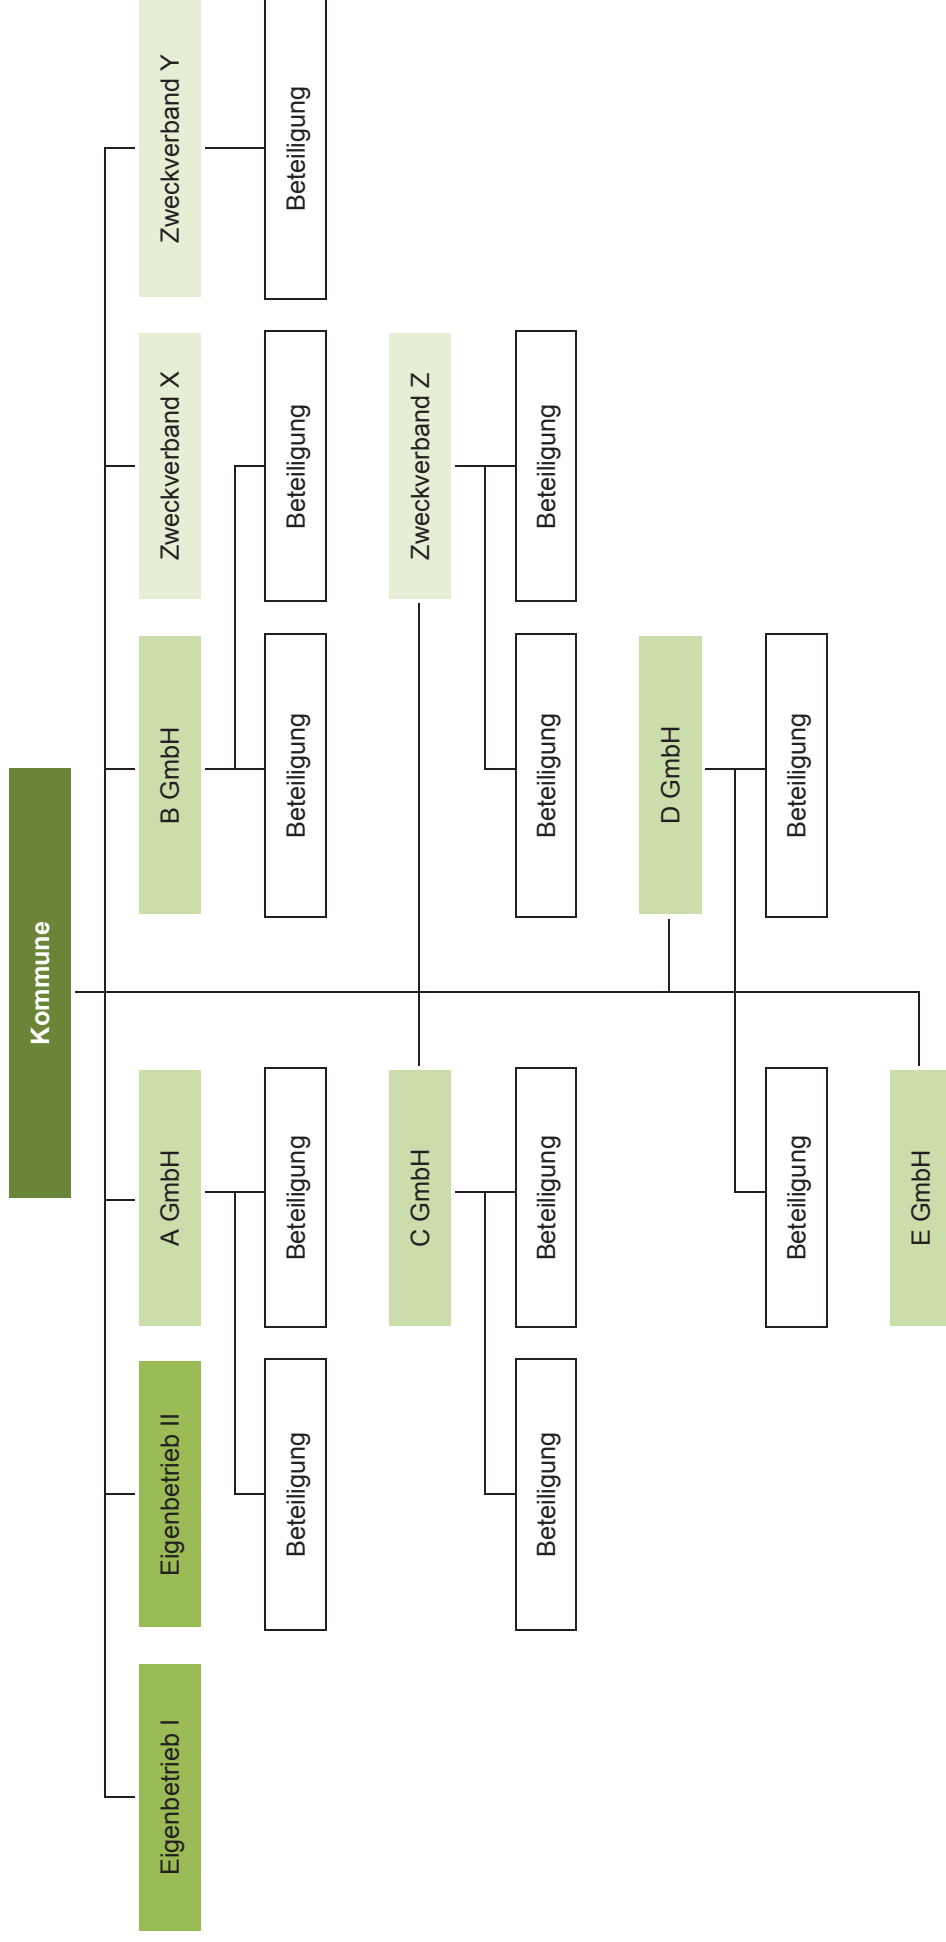 Kommune
Eigenbetrieb I
Eigenbetrieb II
A GmbH
B GmbH
Zweckverband X
Zweckverband Y
Beteiligung
Beteiligung
Beteiligung
Beteiligung
Beteiligung
C GmbH
Zweckverband Z
Beteiligung
Beteiligung
Beteiligung
Beteiligung
D GmbH
Beteiligung
Beteiligung
E GmbH